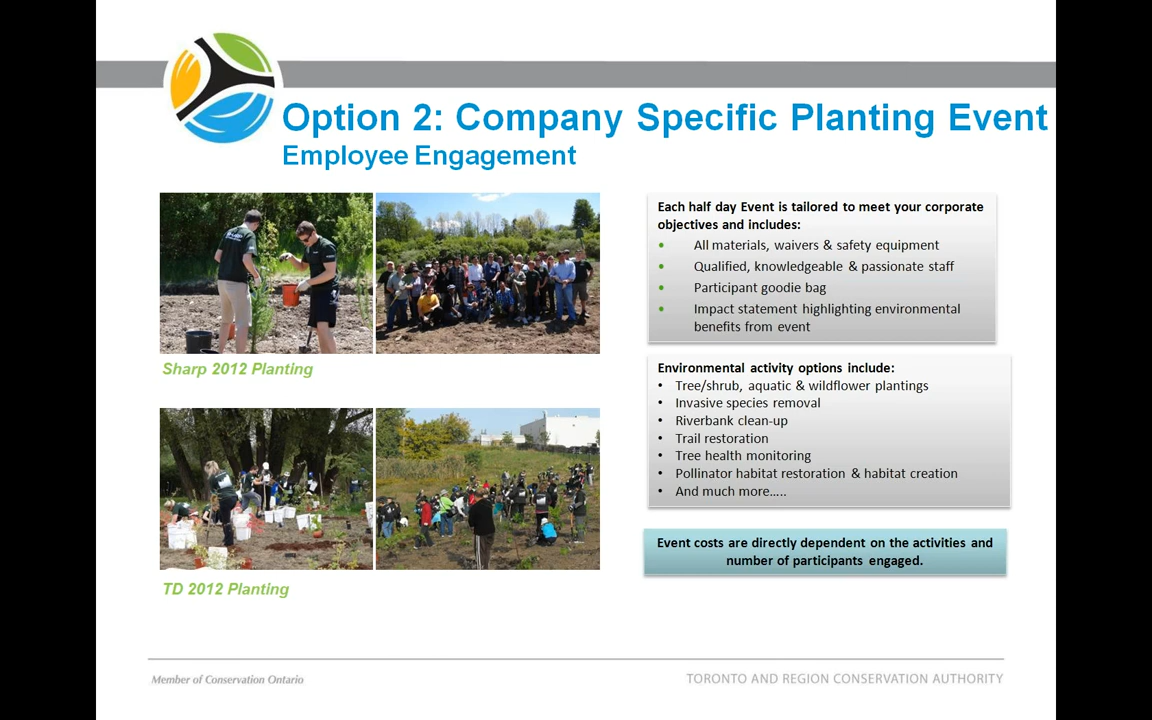 Option 2: Company Specific Planting Event
Employee Engagement
Sharp 2012 Planting
TD 2012 Planting
Each half day Event is tailored to meet your corporate
objectives and includes:
• All materials, waivers & safety equipment
• Qualified, knowledgeable & passionate staff
• Participant goodie bag
• Impact statement highlighting environmental
benefits from event
Environmental activity options include:
• Tree/shrub, aquatic & wildflower plantings
• Invasive species removal
• Riverbank clean-up
• Trail restoration
• Tree health monitoring
• Pollinator habitat restoration & habitat creation
• And much more.....
Event costs are directly dependent on the activities and
number of participants engaged.
Member of Conservation Ontario
TORONTO AND REGION CONSERVATION AUTHORITY